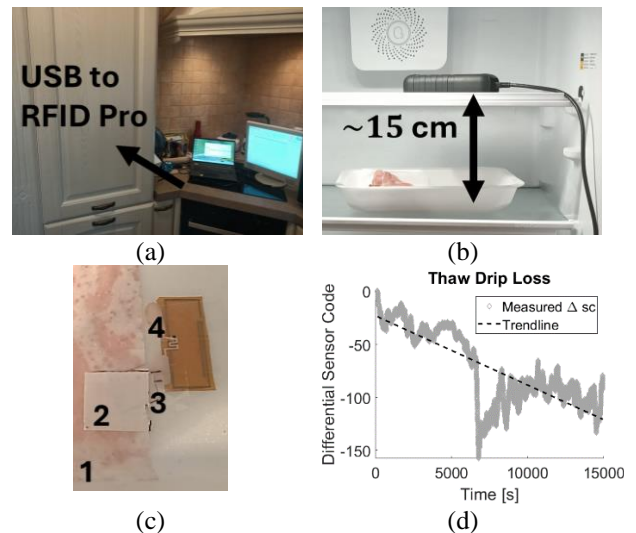 USB to
RFID Pro
(a)
~15 cm
(b)
1
2
3
4
(c)
Thaw Drip Loss
Measured Δ sc
Trendline
Differential Sensor Code
0
-50
-100
-150
0
5000
10000
15000
Time [s]
(d)